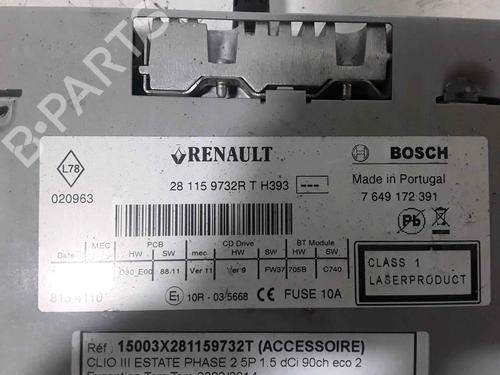 B-PARTS
L78
020963
RENAULT
28 115 9732R T H393
BOSCH
Made in Portugal
7 649 172 391
Pb
MEC PCB CD Drive BT Module
Date HW SW mec HW SW HW SW
E00 88.11 Ver 11 Ver 9 FW37 705B C740
E1 10R - 03 5668 CE FUSE 10A
CLASS 1
LASERPRODUCT
Réf : 15003X281159732T (ACCESSOIRE)
CLIO III ESTATE PHASE 2 5P 1.5 dCi 90ch eco 2